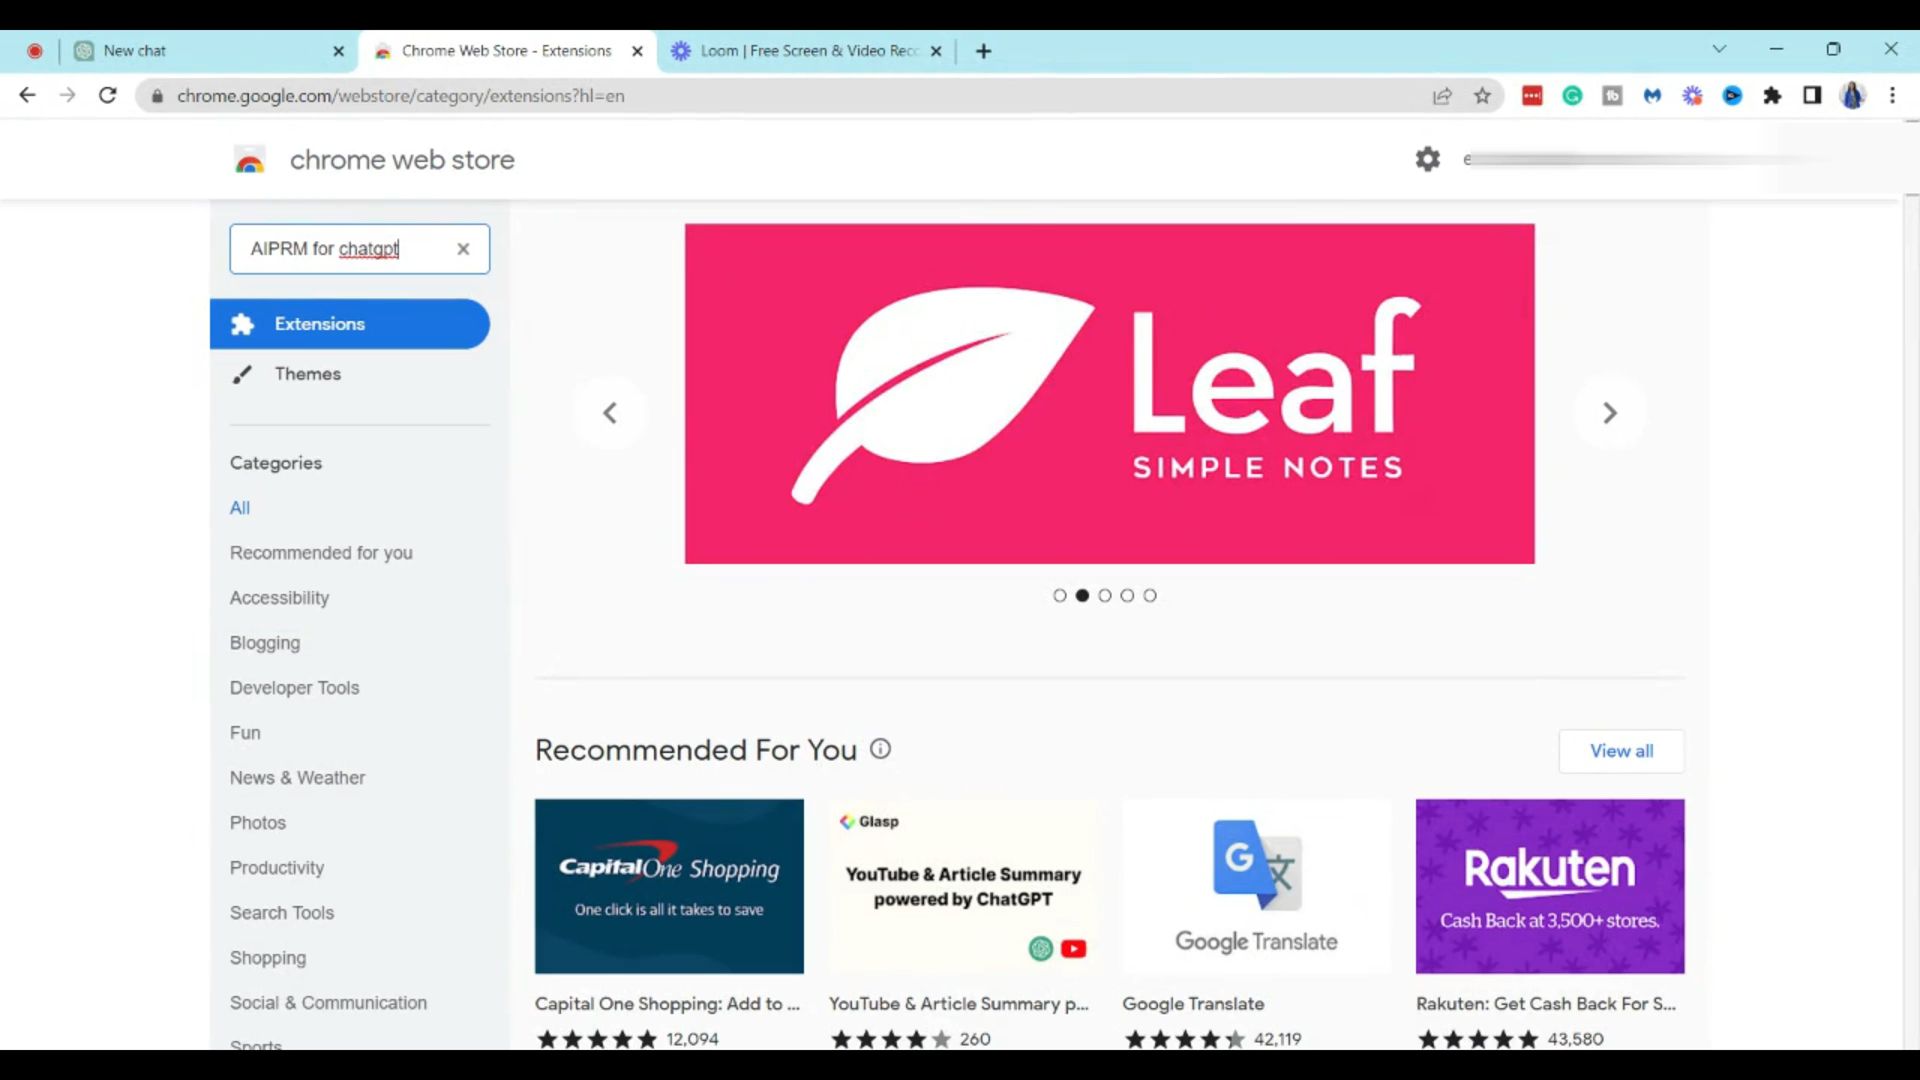 New chat
Chrome Web Store - Extensions
Loom | Free Screen & Video Rec
chrome.google.com/webstore/category/extensions?hl=en
chrome web store
e
AIPRM for chatgpt
Extensions
Themes
Categories
All
Recommended for you
Accessibility
Blogging
Developer Tools
Fun
News & Weather
Photos
Productivity
Search Tools
Shopping
Social & Communication
Sports
Leaf
SIMPLE NOTES
Recommended For You
View all
CapitalOne Shopping
One click is all it takes to save
Glasp
YouTube & Article Summary
powered by ChatGPT
G
文
Google Translate
Rakuten
Cash Back at 3,500+ stores.
Capital One Shopping: Add to ...
YouTube & Article Summary p...
Google Translate
Rakuten: Get Cash Back For S...
12,094
260
42,119
43,580